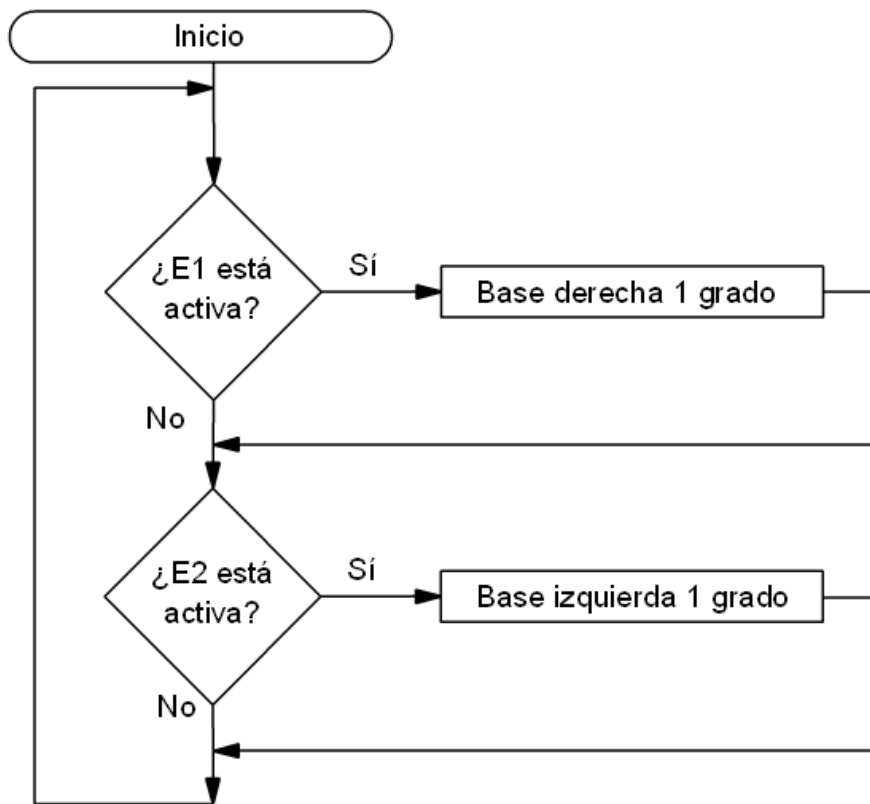 Inicio
¿E1 está
activa?
Sí
Base derecha 1 grado
No
¿E2 está
activa?
Sí
Base izquierda 1 grado
No